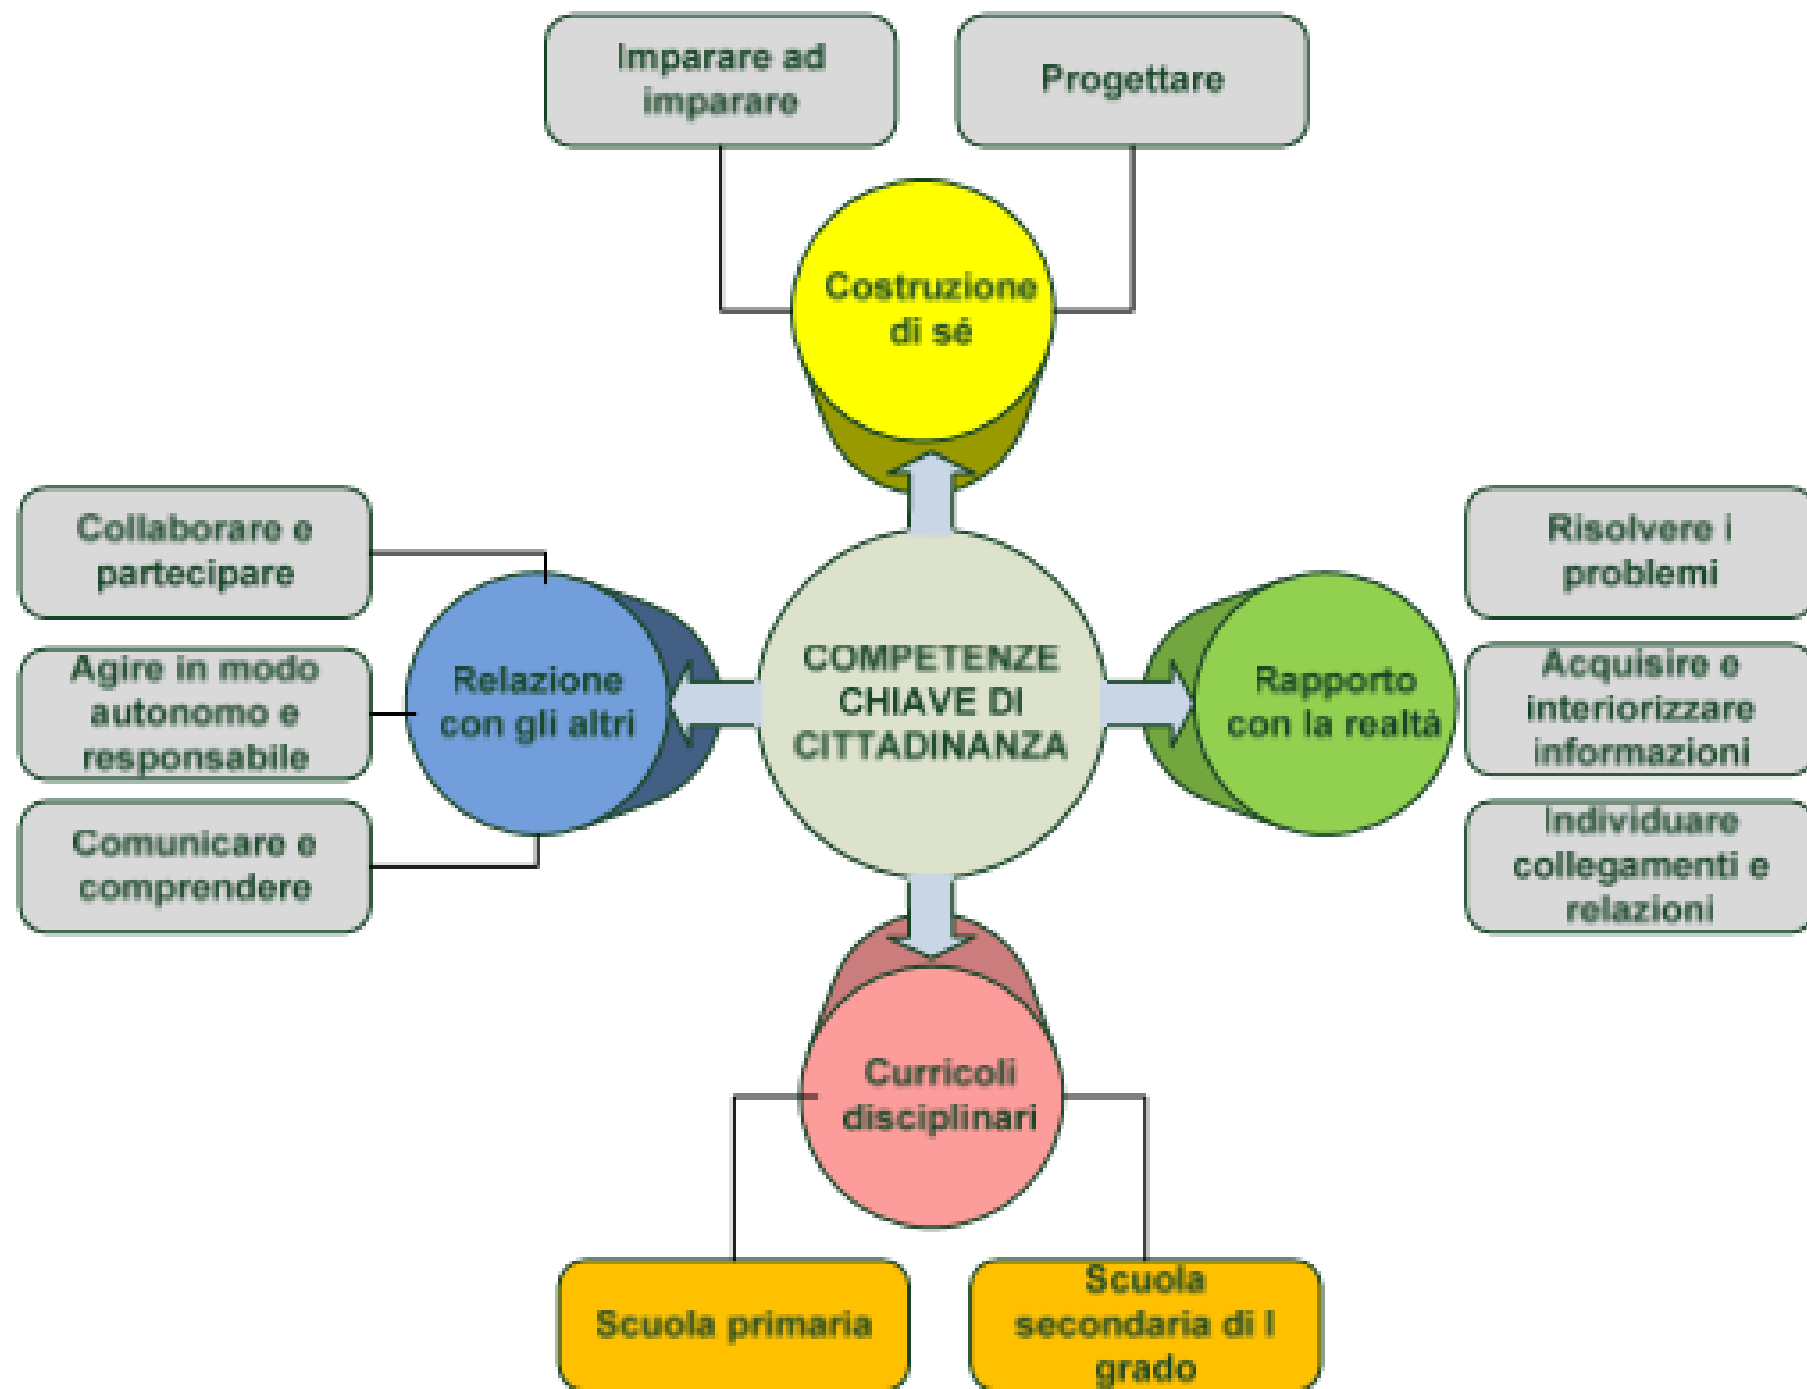 Imparare ad
imparare
Progettare
Costruzione
di sé
Collaborare e
partecipare
Agire in modo
autonomo e
responsabile
Comunicare e
comprendere
Relazione
con gli altri
COMPETENZE
CHIAVE DI
CITTADINANZA
Rapporto
con la realtà
Risolvere i
problemi
Acquisire e
interiorizzare
informazioni
Individuare
collegamenti e
relazioni
Curricoli
disciplinari
Scuola primaria
Scuola
secondaria di I
grado